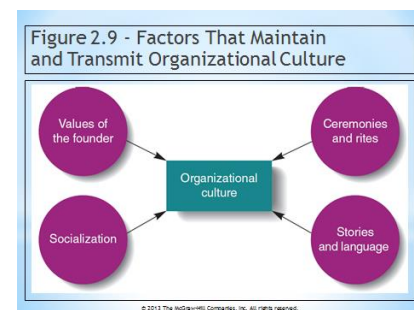 Figure 2.9 - Factors That Maintain
and Transmit Organizational Culture
Values of
the founder
Ceremonies
and rites
Organizational
culture
Socialization
Stories
and language
© 2013 The McGraw-Hill Companies, Inc. All rights reserved.